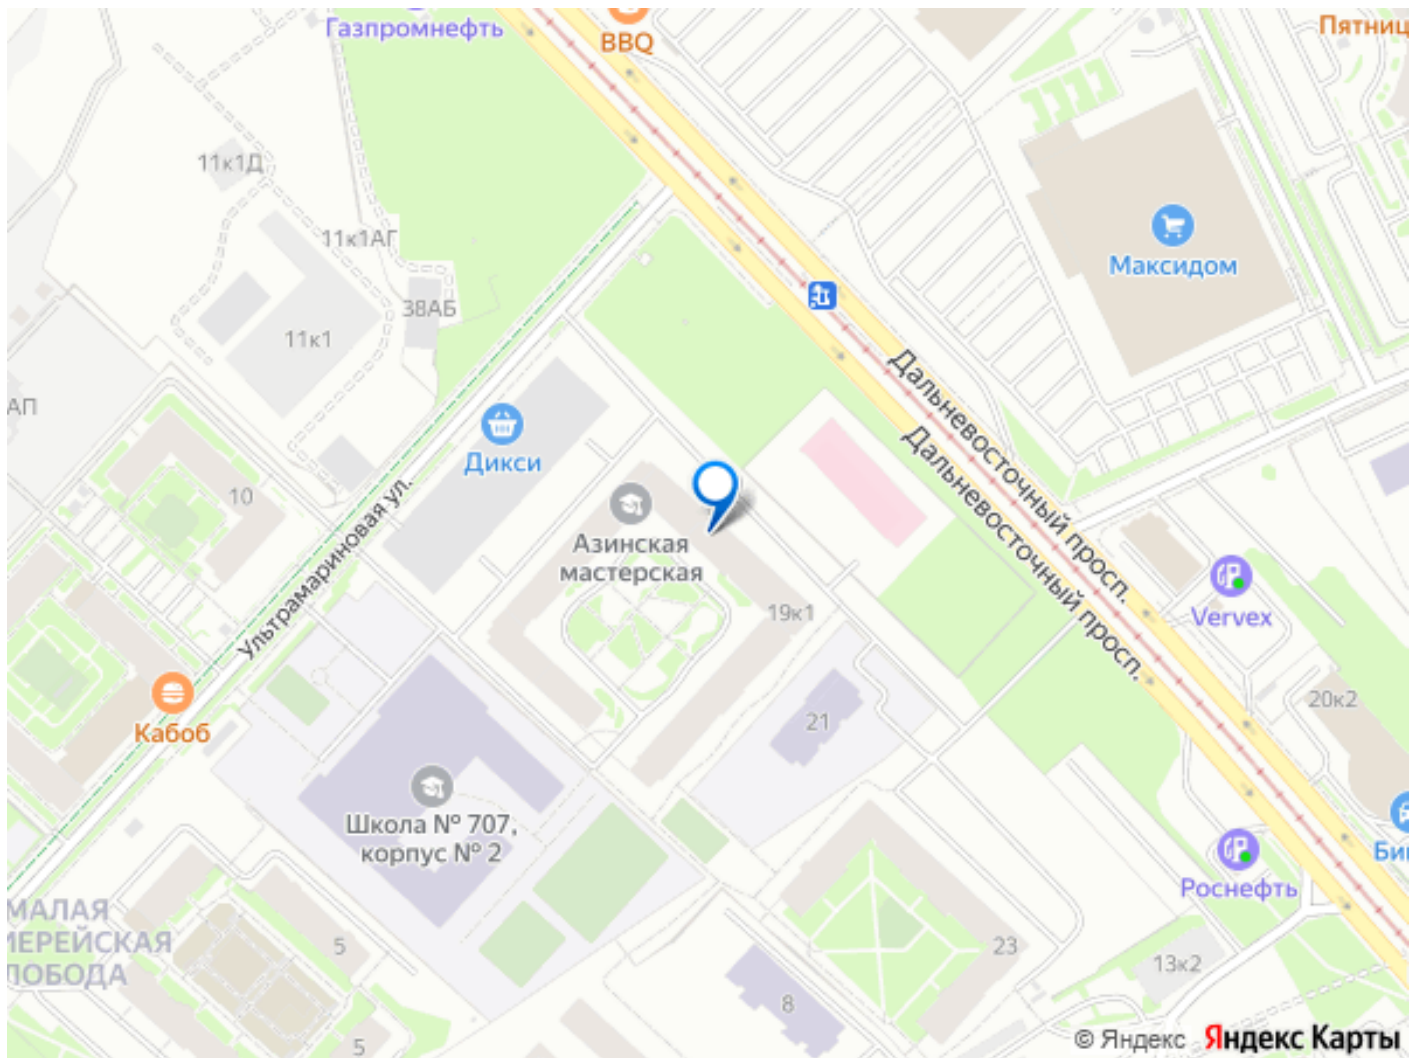 Газпромнефть
BBQ
Пятниц
11к1Д
11к1АГ
38АБ
11к1
Максидом
АП
Дикси
10
Дальневосточный просп.
Дальневосточный просп.
Ультрамариновая ул.
Азинская
мастерская
19к1
Vervex
Кабоб
21
20к2
Школа № 707,
корпус № 2
Роснефть
МАЛАЯ
ЛОБОДА
5
23
13к2
8
5
© Яндекс Яндекс Карты